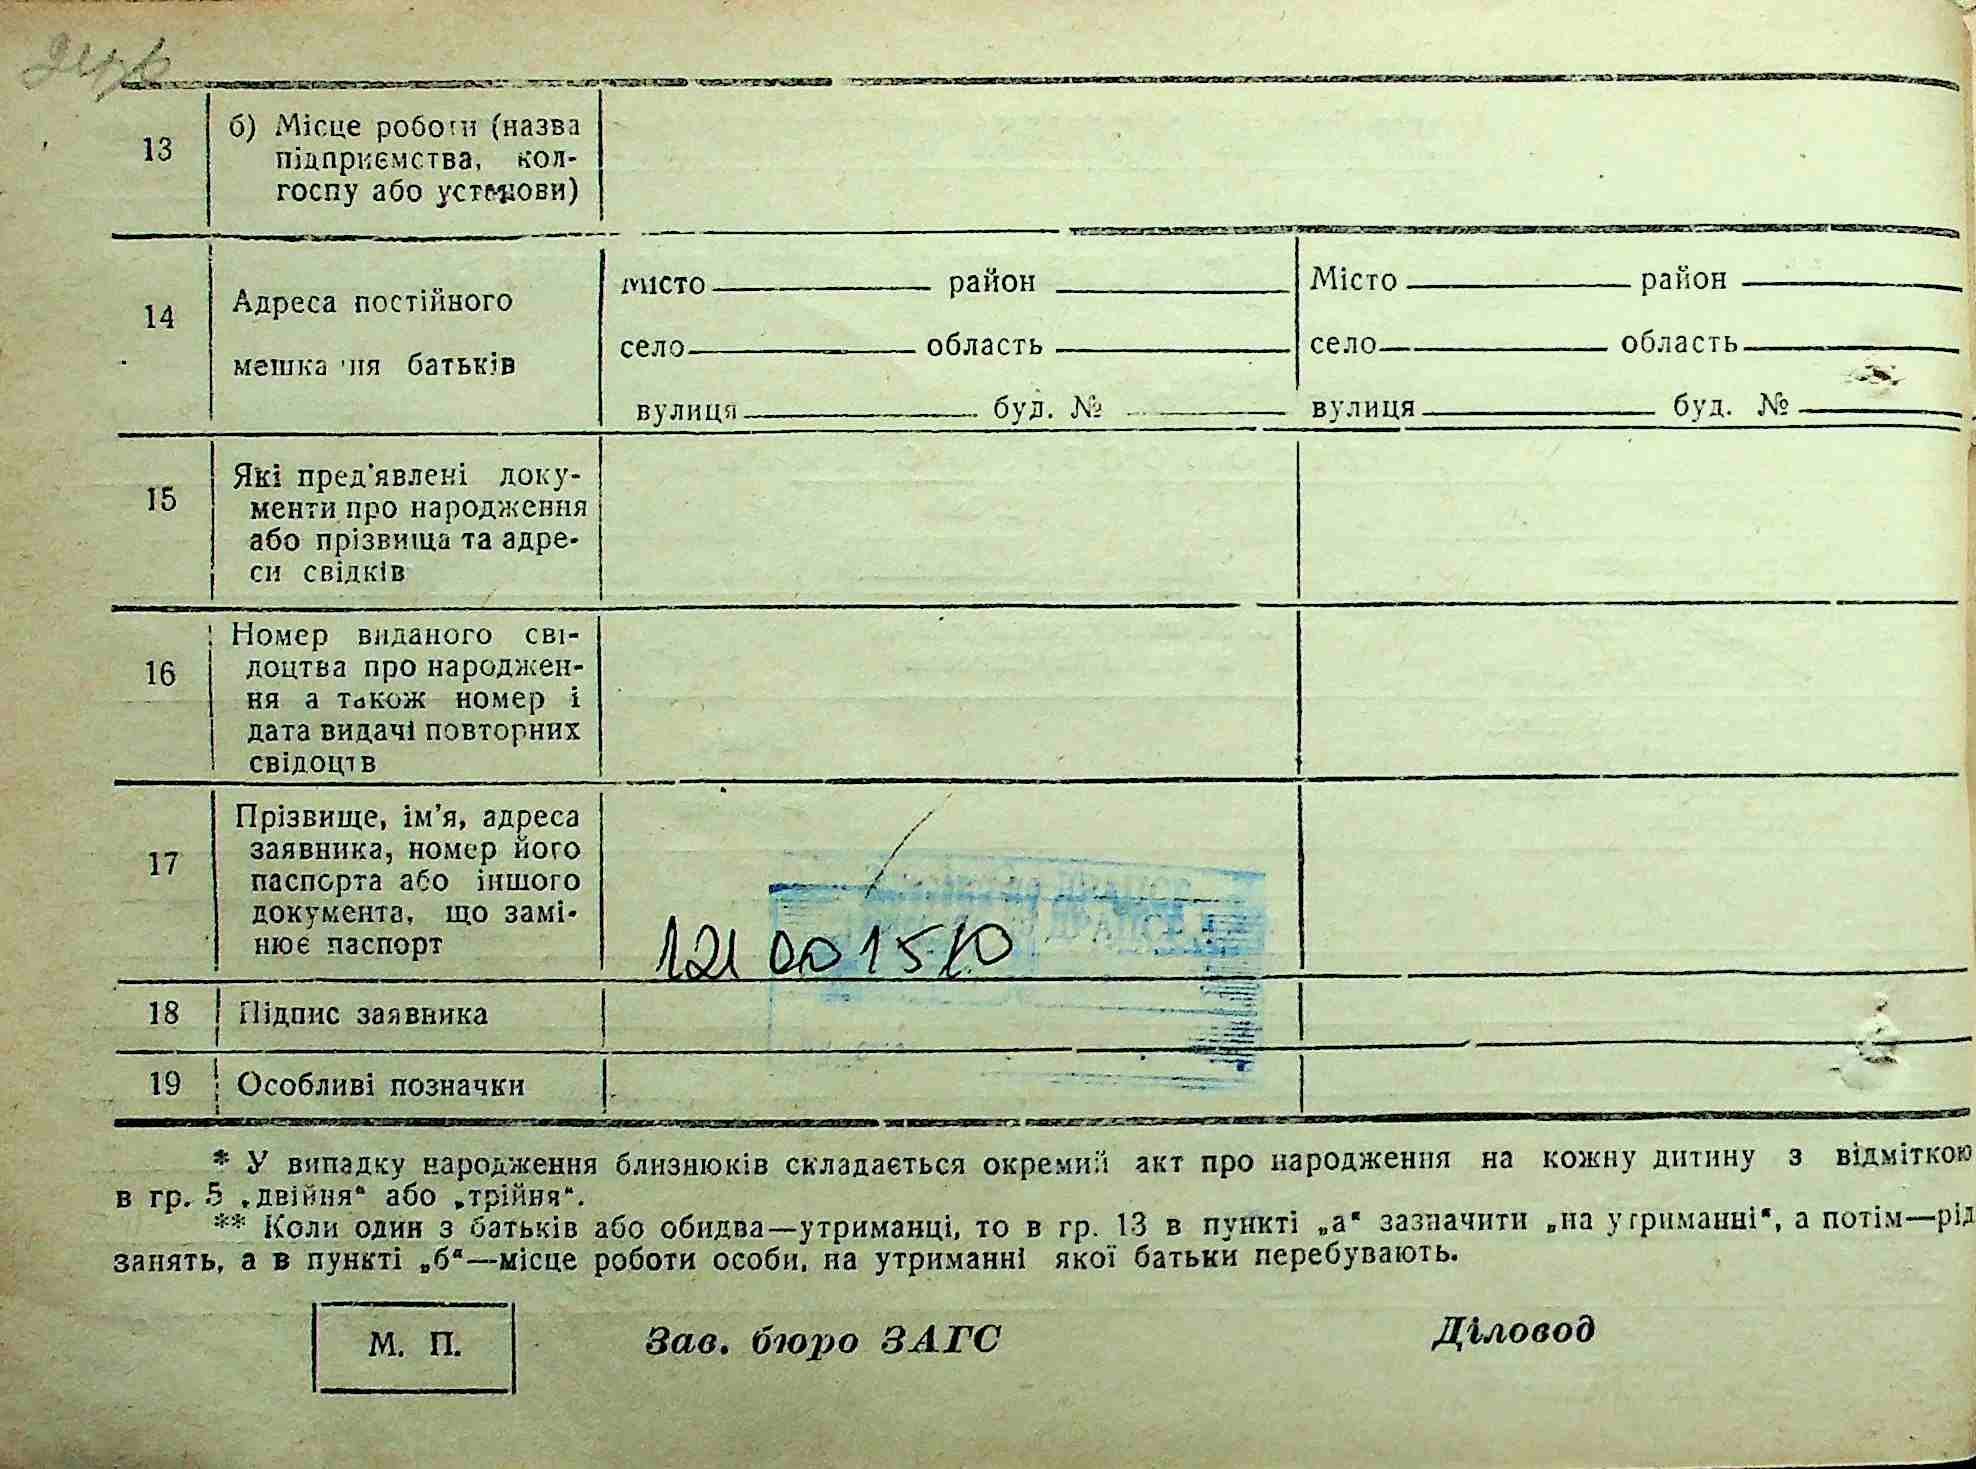 13
б) Місце роботи (назва
підприємства, кол-
госпу або установи)
14
Адреса постійного
мешкання батьків
місто район
село область
вулиця буд. №
Місто район
село область
вулиця буд. №
15
Які пред'явлені доку-
менти про народження
або прізвища та адре-
си свідків
16
Номер виданого сві-
доцтва про народжен-
ня а також номер і
дата видачі повторних
свідоцтв
17
Прізвище, ім'я, адреса
заявника, номер його
паспорта або іншого
документа, що замі-
нює паспорт
18
Підпис заявника
19
Особливі позначки
* У випадку народження близнюків складається окремий акт про народження на кожну дитину з відміткою
в гр. 5 „двійня“ або „трійня“.
** Коли один з батьків або обидва—утриманці, то в гр. 13 в пункті „а“ зазначити „на утриманні“, а потім—рід
занять, а в пункті „б“—місце роботи особи, на утриманні якої батьки перебувають.
М. П.
Зав. бюро ЗАГС
Діловод